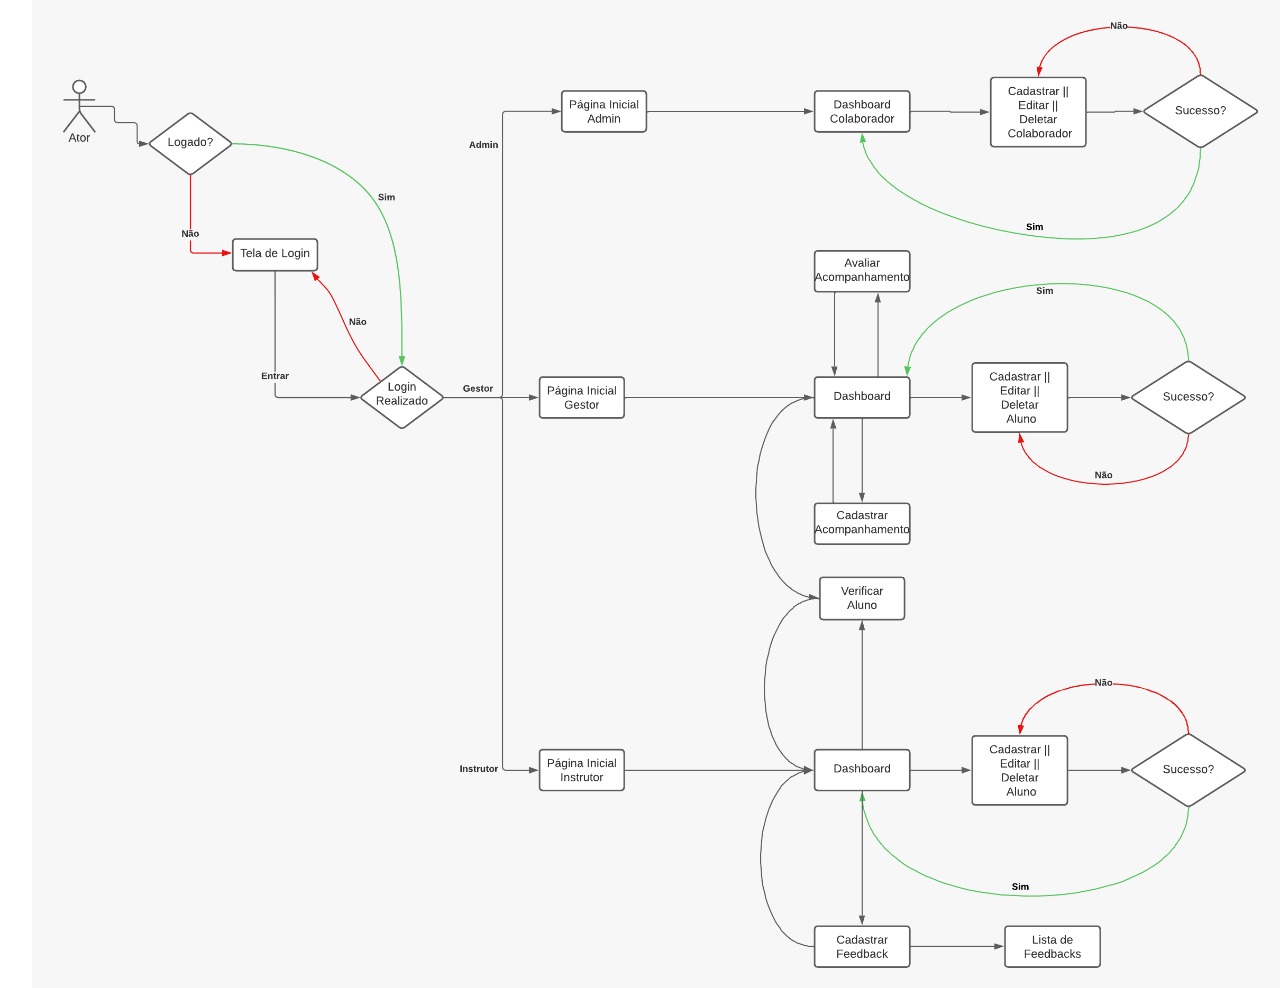 Ator
Logado?
Sim
Não
Tela de Login
Não
Entrar
Login
Realizado
Admin
Página Inicial
Admin
Dashboard
Colaborador
Cadastrar ||
Editar ||
Deletar
Colaborador
Sucesso?
Não
Sim
Gestor
Página Inicial
Gestor
Avaliar
Acompanhamento
Dashboard
Cadastrar
Acompanhamento
Cadastrar ||
Editar ||
Deletar
Aluno
Sucesso?
Sim
Não
Verificar
Aluno
Instrutor
Página Inicial
Instrutor
Dashboard
Cadastrar ||
Editar ||
Deletar
Aluno
Sucesso?
Não
Sim
Cadastrar
Feedback
Lista de
Feedbacks